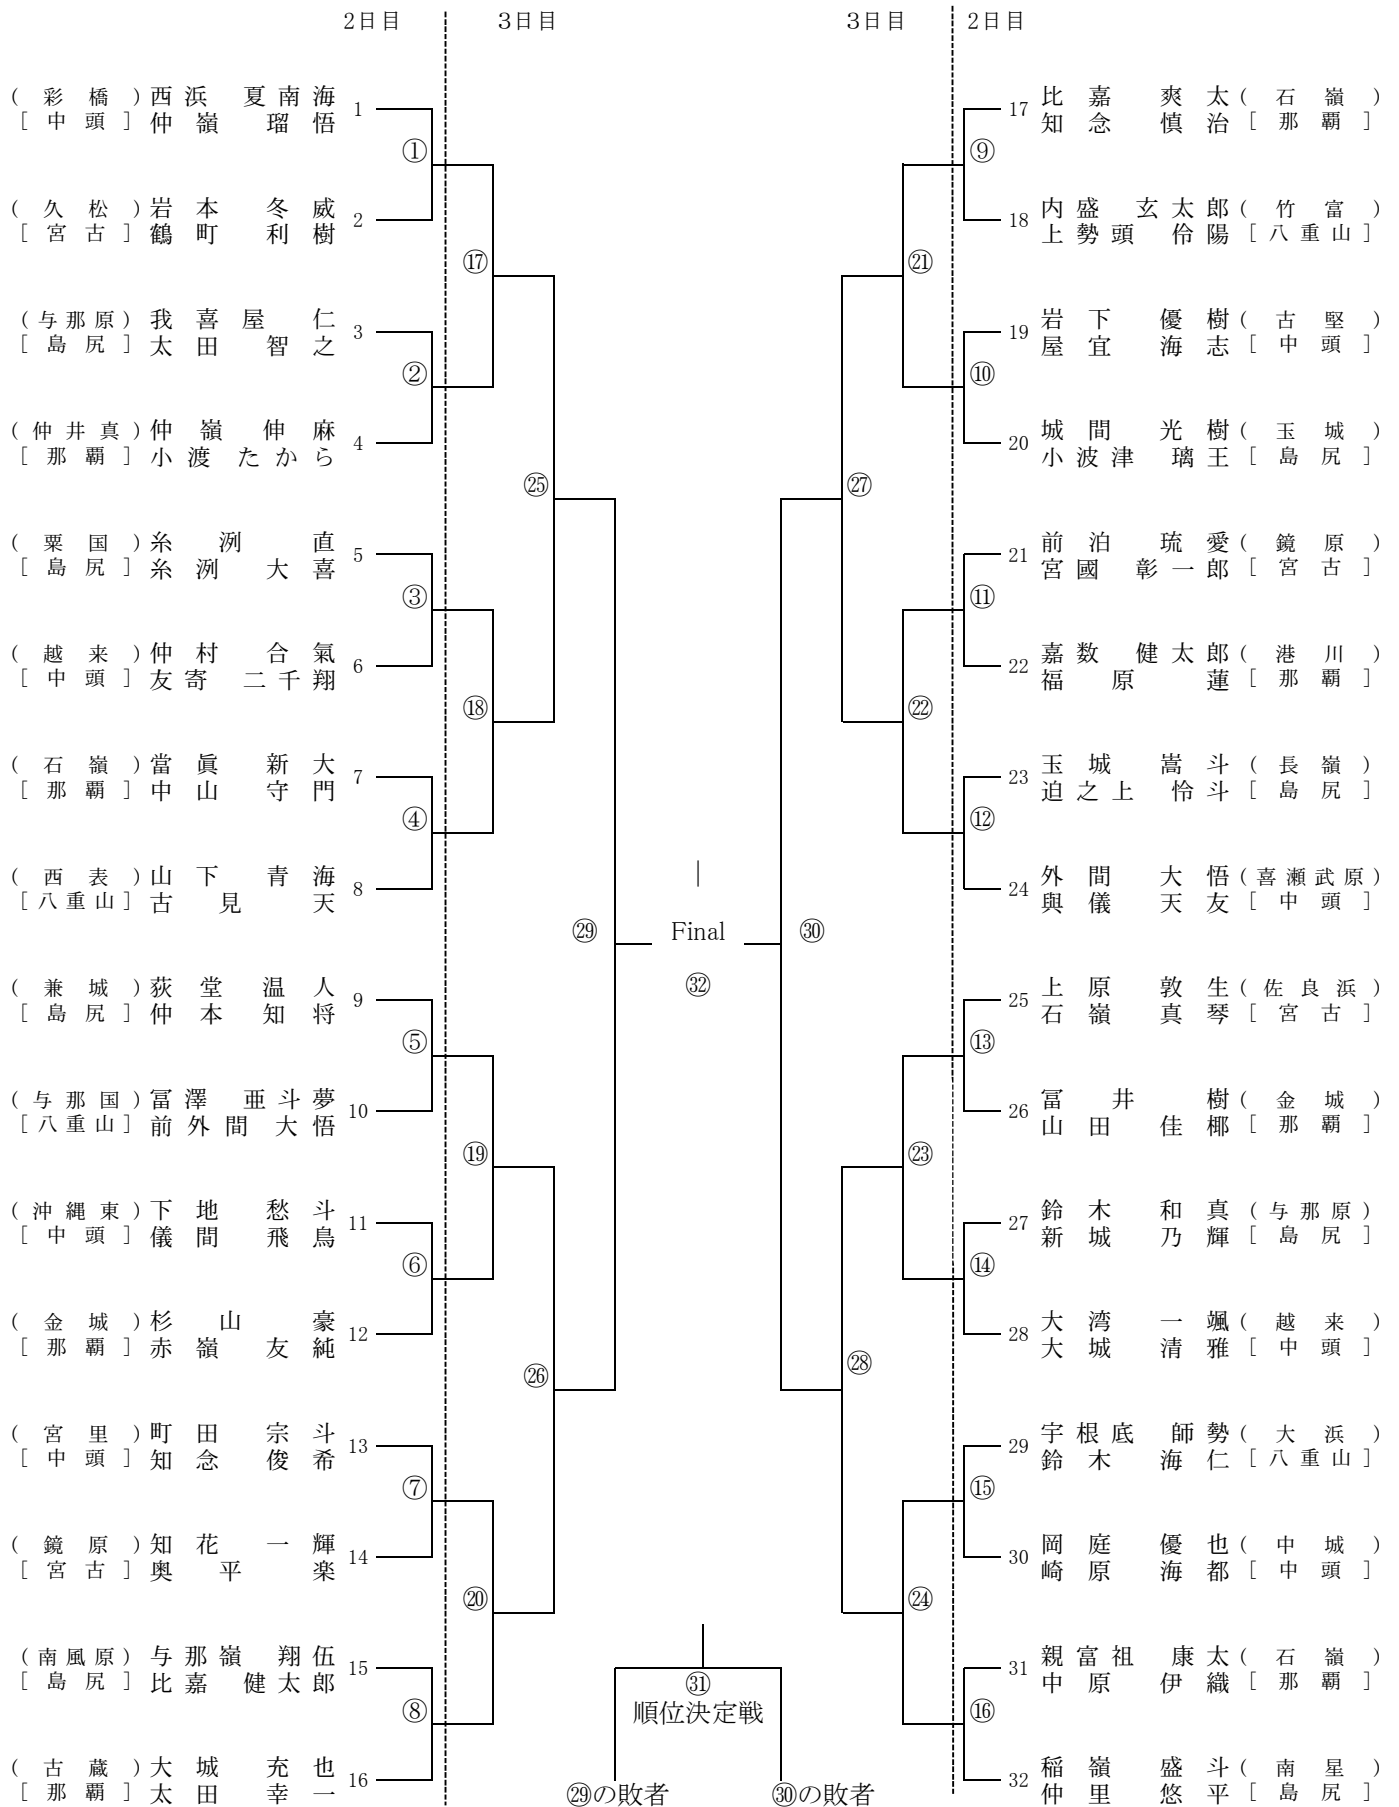 2日目 3日目 3日目 2日目
(彩橋) 西浜 夏南海 1
[中頭] 仲嶺 瑠悟
①
(久松) 岩本 冬威 2
[宮古] 鶴町 利樹
⑰
(与那原) 我喜屋 仁 3
[島尻] 太田 智之
②
(仲井真) 仲嶺 伸麻 4
[那覇] 小渡 たから
㉕
(粟国) 糸洌 直 5
[島尻] 糸洌 大喜
③
(越来) 仲村 合氣 6
[中頭] 友寄 二千翔
⑱
(石嶺) 當眞 新大 7
[那覇] 中山 守門
④
(西表) 山下 青海 8
[八重山] 古見 天
㉙
(兼城) 荻堂 温人 9
[島尻] 仲本 知将
⑤
(与那国) 冨澤 亜斗夢 10
[八重山] 前外間 大悟
⑲
(沖縄東) 下地 愁斗 11
[中頭] 儀間 飛鳥
⑥
(金城) 杉山 豪 12
[那覇] 赤嶺 友純
㉖
(宮里) 町田 宗斗 13
[中頭] 知念 俊希
⑦
(鏡原) 知花 一輝 14
[宮古] 奥平 楽
⑳
(南風原) 与那嶺 翔伍 15
[島尻] 比嘉 健太郎
⑧
(古蔵) 大城 充也 16
[那覇] 太田 幸一
Final
㉜
㉛
順位決定戦
㉙の敗者 ㉚の敗者
17 比嘉 爽太 (石嶺)
知念 慎治 [那覇]
⑨
18 内盛 玄太郎 (竹富)
上勢頭 伶陽 [八重山]
㉑
19 岩下 優樹 (古堅)
屋宜 海志 [中頭]
⑩
20 城間 光樹 (玉城)
小波津 璃王 [島尻]
㉗
21 前泊 琉愛 (鏡原)
宮國 彰一郎 [宮古]
⑪
22 嘉数 健太郎 (港川)
福原 蓮 [那覇]
㉒
23 玉城 嵩斗 (長嶺)
迫之上 怜斗 [島尻]
⑫
24 外間 大悟 (喜瀬武原)
與儀 天友 [中頭]
㉚
25 上原 敦生 (佐良浜)
石嶺 真琴 [宮古]
⑬
26 冨井 樹 (金城)
山田 佳椰 [那覇]
㉓
27 鈴木 和真 (与那原)
新城 乃輝 [島尻]
⑭
28 大湾 一颯 (越来)
大城 清雅 [中頭]
㉘
29 宇根底 師勢 (大浜)
鈴木 海仁 [八重山]
⑮
30 岡庭 優也 (中城)
崎原 海都 [中頭]
㉔
31 親富祖 康太 (石嶺)
中原 伊織 [那覇]
⑯
32 稲嶺 盛斗 (南星)
仲里 悠平 [島尻]